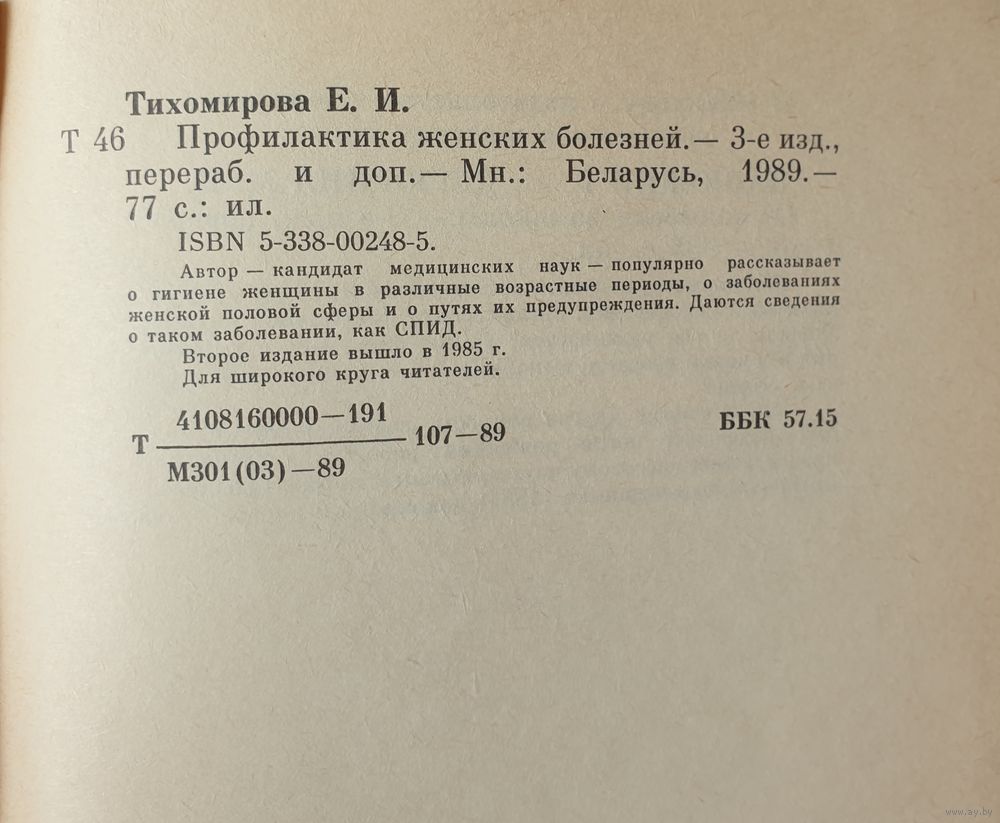 Тихомирова Е. И.
Т 46 Профилактика женских болезней.— 3-е изд.,
перераб. и доп.— Мн.: Беларусь, 1989.—
77 с.: ил.
ISBN 5-338-00248-5.
Автор — кандидат медицинских наук — популярно рассказывает
о гигиене женщины в различные возрастные периоды, о заболеваниях
женской половой сферы и о путях их предупреждения. Даются сведения
о таком заболевании, как СПИД.
Второе издание вышло в 1985 г.
Для широкого круга читателей.
4108160000—191
Т 107—89 ББК 57.15
М301(03)—89
www.ay.by